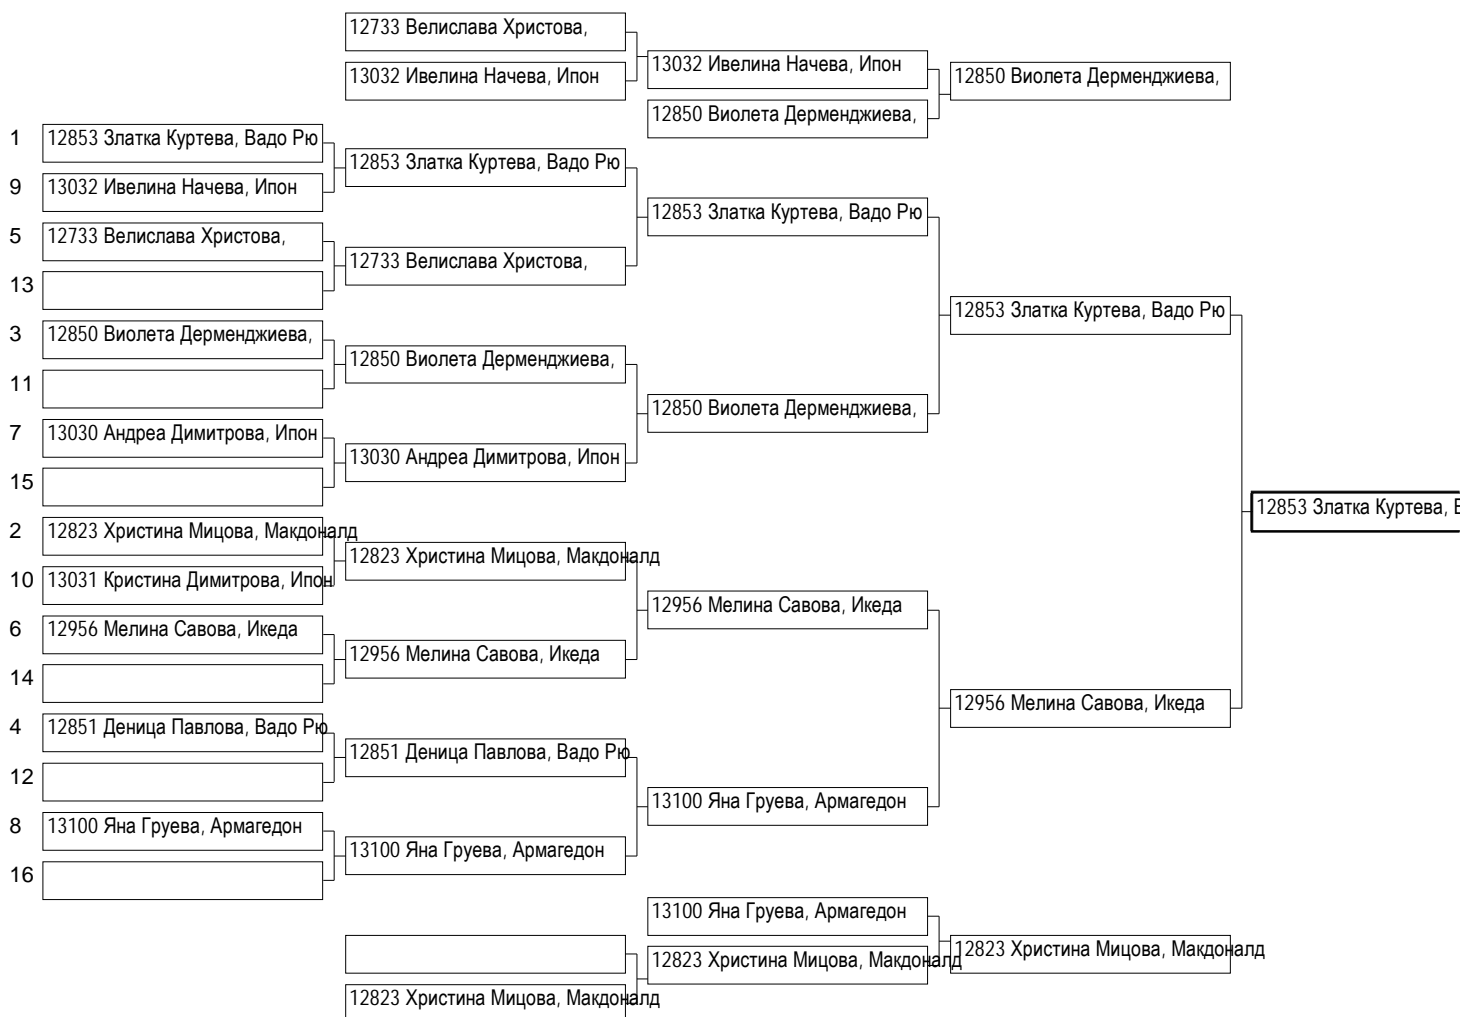 12733 Велислава Христова,
13032 Ивелина Начева, Ипон
13032 Ивелина Начева, Ипон
12850 Виолета Дерменджиева,
12850 Виолета Дерменджиева,
1 12853 Златка Куртева, Вадо Рю
9 13032 Ивелина Начева, Ипон
5 12733 Велислава Христова,
13
3 12850 Виолета Дерменджиева,
11
7 13030 Андреа Димитрова, Ипон
15
2 12823 Христина Мицова, Макдоналд
10 13031 Кристина Димитрова, Ипон
6 12956 Мелина Савова, Икеда
14
4 12851 Деница Павлова, Вадо Рю
12
8 13100 Яна Груева, Армагедон
16
12853 Златка Куртева, Вадо Рю
12733 Велислава Христова,
12850 Виолета Дерменджиева,
13030 Андреа Димитрова, Ипон
12823 Христина Мицова, Макдоналд
12956 Мелина Савова, Икеда
12851 Деница Павлова, Вадо Рю
13100 Яна Груева, Армагедон
12853 Златка Куртева, Вадо Рю
12850 Виолета Дерменджиева,
12956 Мелина Савова, Икеда
13100 Яна Груева, Армагедон
12853 Златка Куртева, Вадо Рю
12956 Мелина Савова, Икеда
12853 Златка Куртева,
13100 Яна Груева, Армагедон
12823 Христина Мицова, Макдоналд
12823 Христина Мицова, Макдоналд
12823 Христина Мицова, Макдоналд